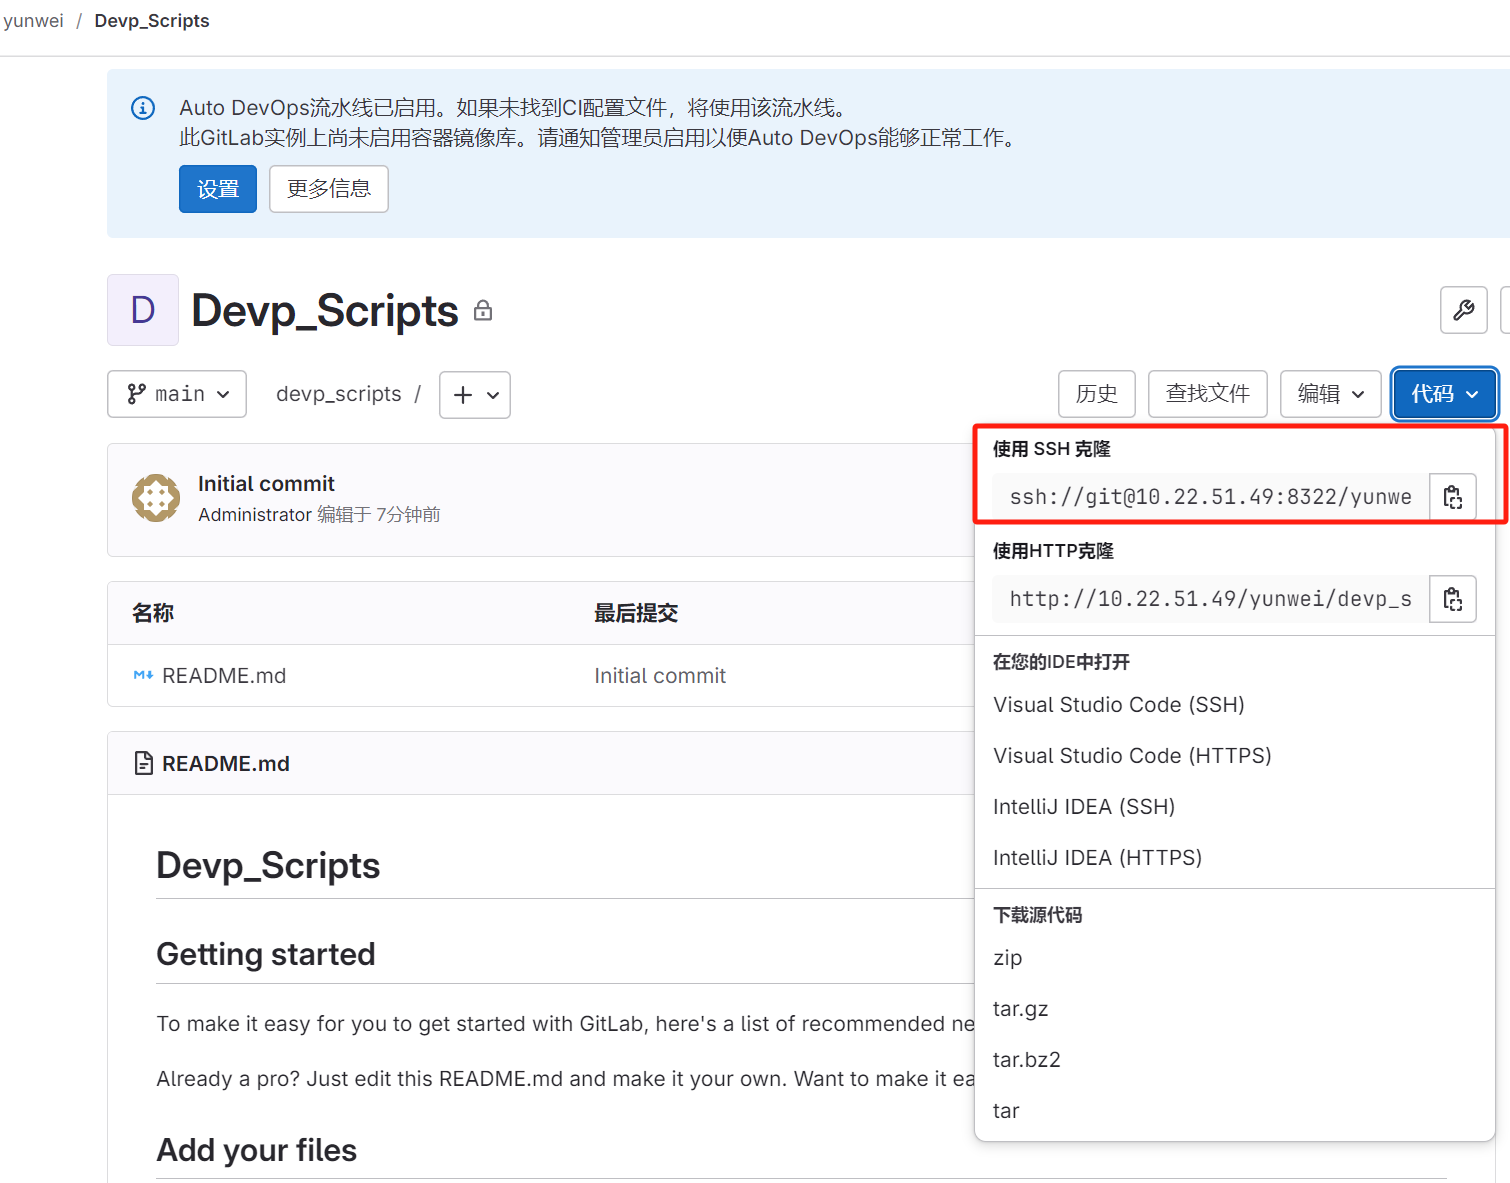 yunwei / Devp_Scripts
Auto DevOps流水线已启用。如果未找到CI配置文件，将使用该流水线。
此GitLab实例上尚未启用容器镜像库。请通知管理员启用以便Auto DevOps能够正常工作。
设置 更多信息
D Devp_Scripts
main devp_scripts / + 历史 查找文件 编辑 代码
Initial commit
Administrator 编辑于 7分钟前
使用 SSH 克隆
ssh://git@10.22.51.49:8322/yunwe
使用HTTP克隆
http://10.22.51.49/yunwei/devp_s
在您的IDE中打开
Visual Studio Code (SSH)
Visual Studio Code (HTTPS)
IntelliJ IDEA (SSH)
IntelliJ IDEA (HTTPS)
下载源代码
zip
tar.gz
tar.bz2
tar
名称 最后提交
README.md Initial commit
README.md
Devp_Scripts
Getting started
To make it easy for you to get started with GitLab, here's a list of recommended ne
Already a pro? Just edit this README.md and make it your own. Want to make it ea
Add your files